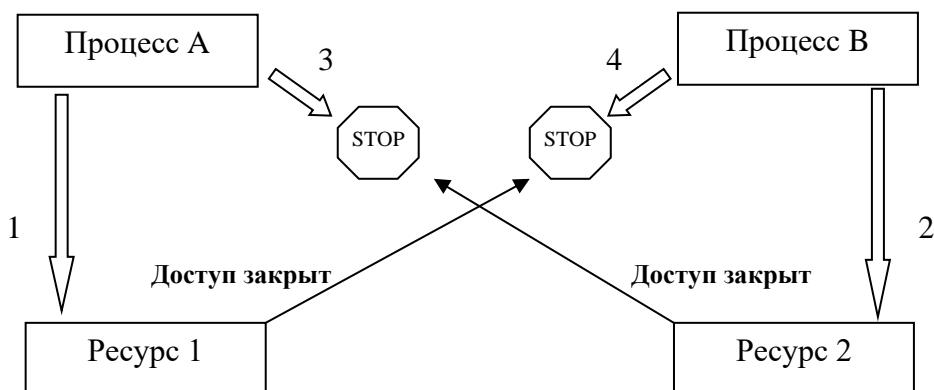 Процесс А
Процесс В
3
4
STOP
STOP
1
2
Доступ закрыт
Доступ закрыт
Ресурс 1
Ресурс 2